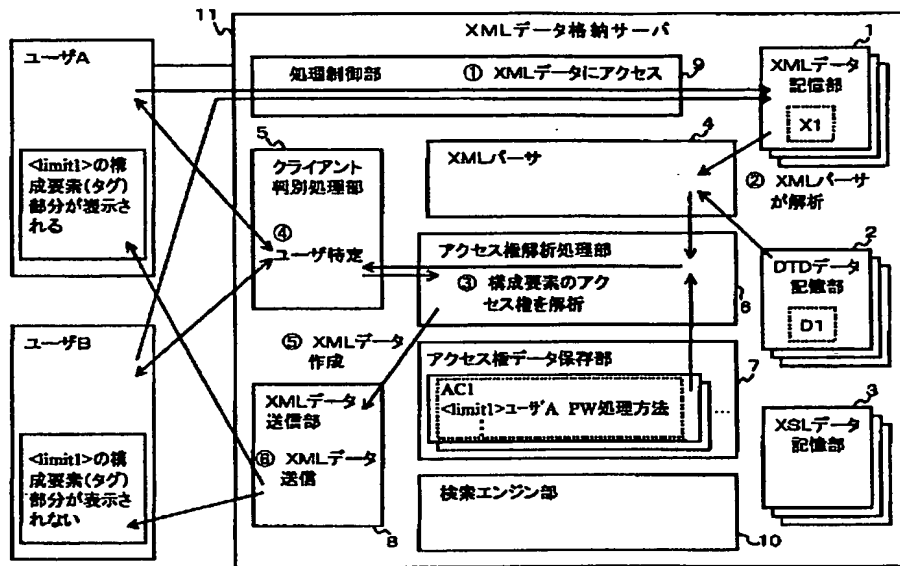 11
XMLデータ格納サーバ
ユーザA
<limit1>の構
成要素(タグ)
部分が表示され
る
処理制御部
① XMLデータにアクセス
9
1
XMLデータ
記憶部
X1
5
クライアント
判別処理部
④
ユーザ特定
4
XMLパーサ
② XMLパーサ
が解析
アクセス権解析処理部
③ 構成要素のアク
セス権を解析
6
2
DTDデータ
記憶部
D1
ユーザB
<limit1>の構
成要素(タグ)
部分が表示さ
れない
⑤ XMLデータ
作成
アクセス権データ保存部
7
AC1
<limit1>ユーザA PW処理方法
⋮
…
XMLデータ
送信部
⑥ XMLデータ
送信
8
3
XSLデータ
記憶部
検索エンジン部
10